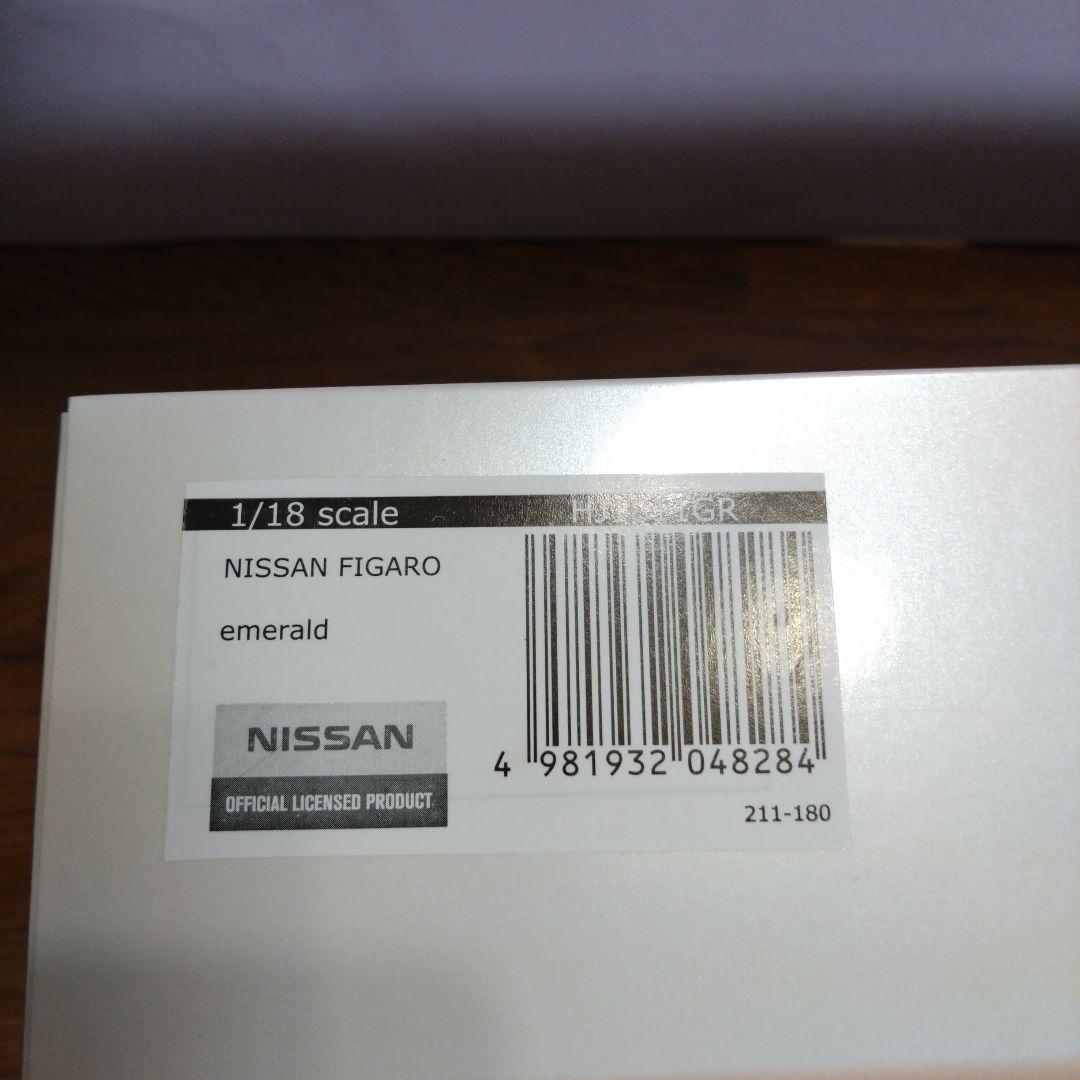 1/18 scale
NISSAN FIGARO
emerald
NISSAN
OFFICIAL LICENSED PRODUCT
4 981932 048284
211-180